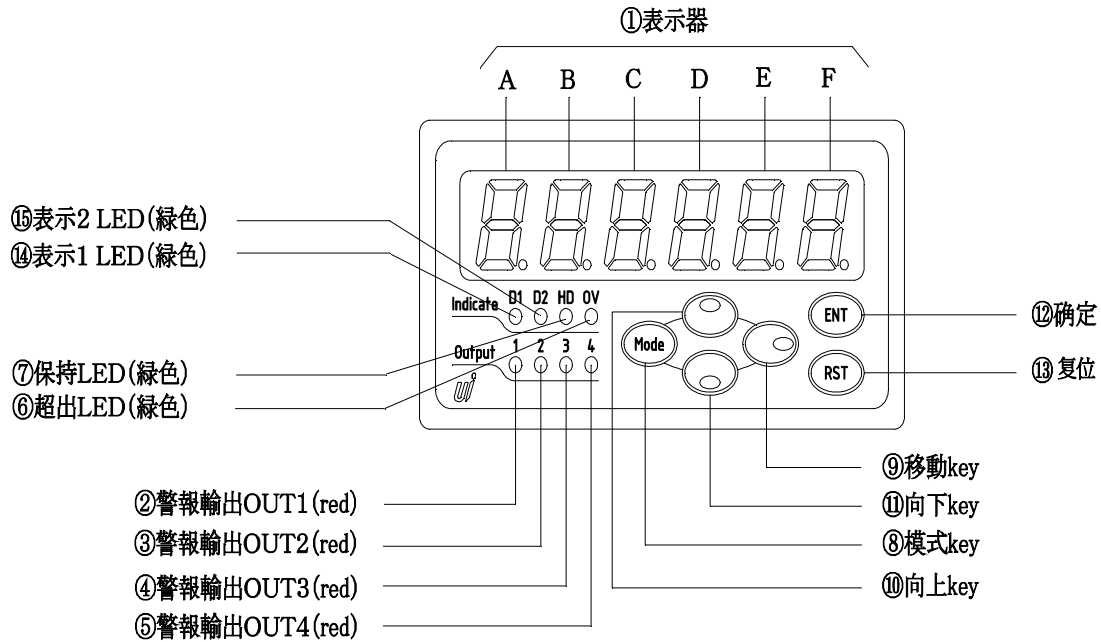 ①表示器
A B C D E F
⑮表示2 LED(緑色)
⑭表示1 LED(緑色)
Indicate D1 D2 HD OV
ENT
⑫确定
Mode
Output 1 2 3 4
⑦保持LED(緑色)
RST
⑬复位
⑥超出LED(緑色)
⑨移動key
②警報輸出OUT1(red)
⑪向下key
③警報輸出OUT2(red)
⑧模式key
④警報輸出OUT3(red)
⑩向上key
⑤警報輸出OUT4(red)